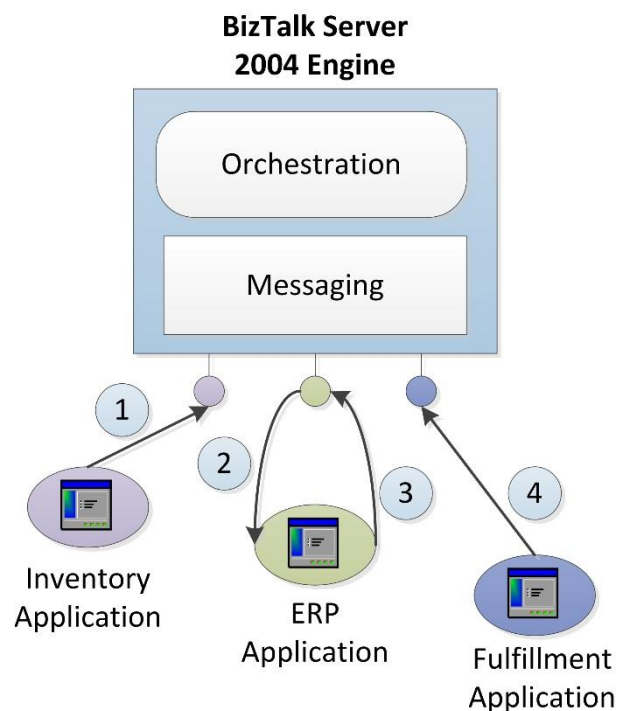 BizTalk Server
2004 Engine
Orchestration
Messaging
1
2
3
4
Inventory
Application
ERP
Application
Fulfillment
Application